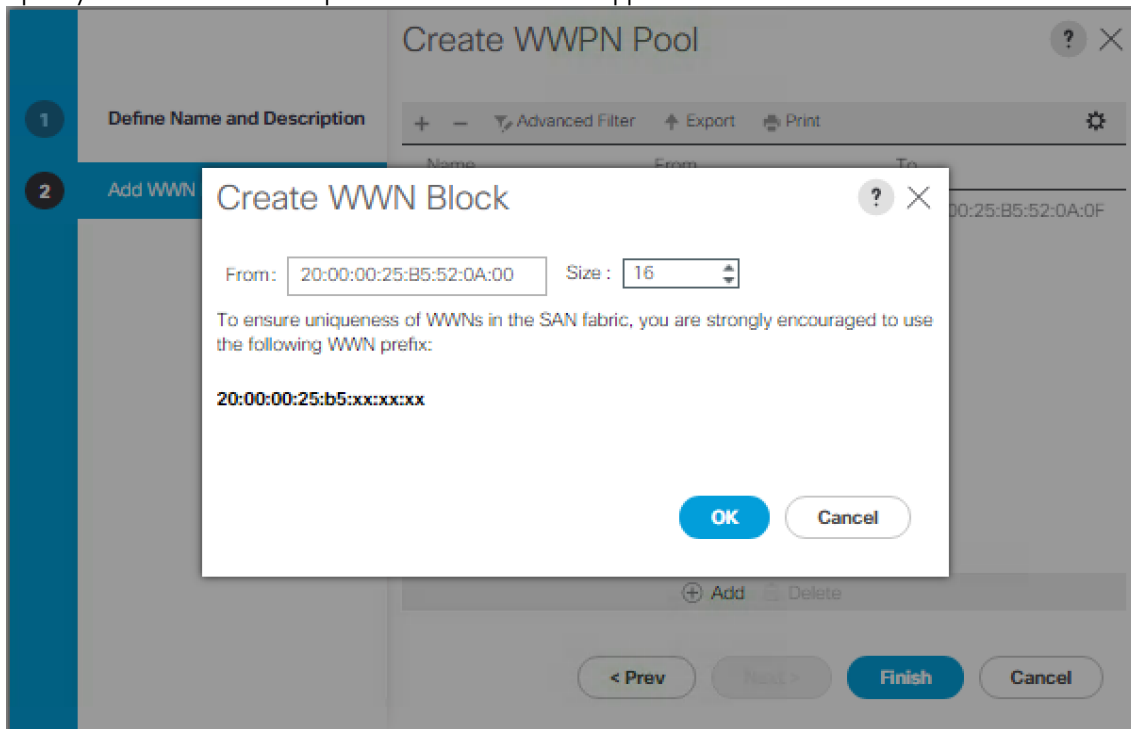 Create WWPN Pool
?
1
Define Name and Description
+ − Advanced Filter Export Print
Name From To
2
Add WWN
00:25:B5:52:0A:0F
Create WWN Block
?
From: 20:00:00:25:B5:52:0A:00 Size : 16
To ensure uniqueness of WWNs in the SAN fabric, you are strongly encouraged to use
the following WWN prefix:
20:00:00:25:b5:xx:xx:xx
OK Cancel
Add Delete
< Prev Next > Finish Cancel